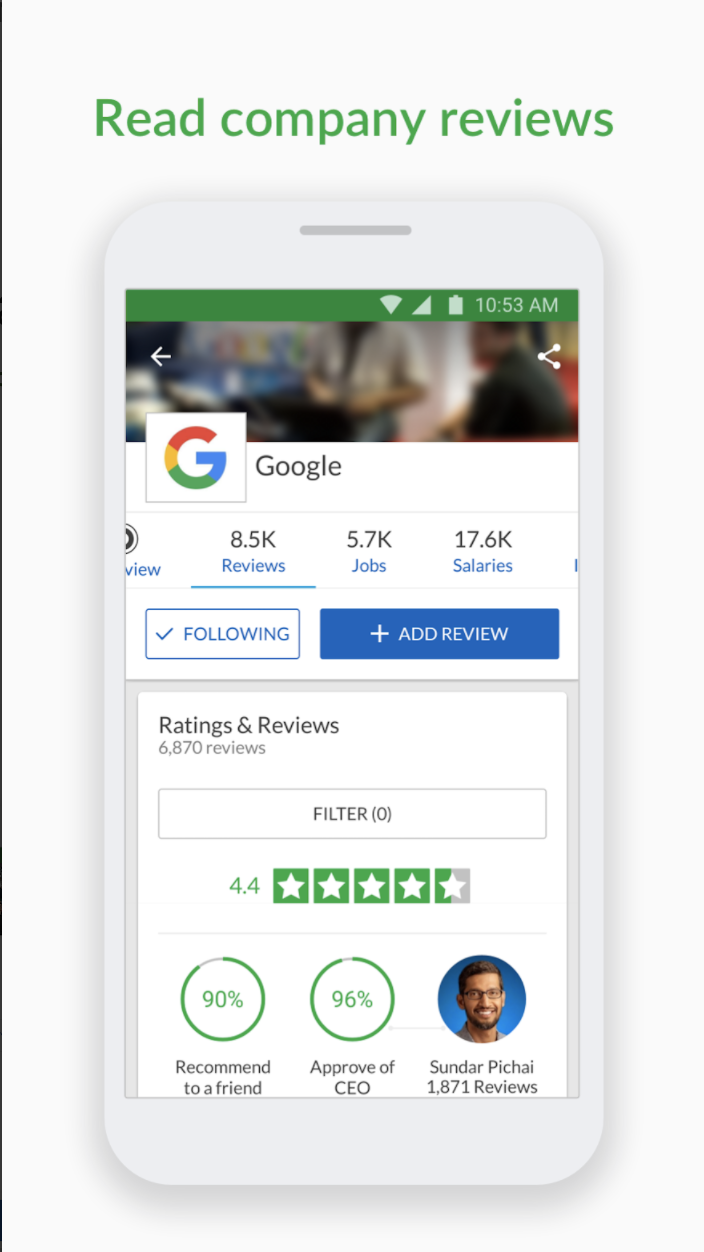 Read company reviews
10:53 AM
Google
8.5K
5.7K
17.6K
view
Reviews
Jobs
Salaries
FOLLOWING
+ ADD REVIEW
Ratings & Reviews
6,870 reviews
FILTER (0)
4.4
90%
96%
Recommend
to a friend
Approve of
CEO
Sundar Pichai
1,871 Reviews